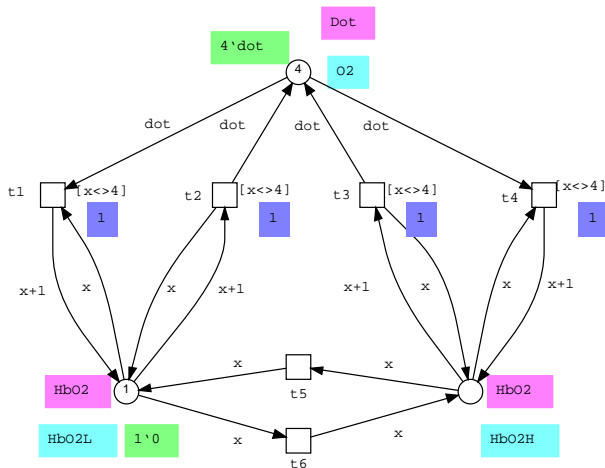 Dot
4`dot
4
O2
dot
dot
dot
dot
t1
[x<>4]
t2
[x<>4]
t3
[x<>4]
t4
[x<>4]
1
1
1
1
x+1
x
x
x+1
x+1
x
x
x+1
x
x
HbO2
1
t5
HbO2
HbO2L
1`0
x
x
HbO2H
t6